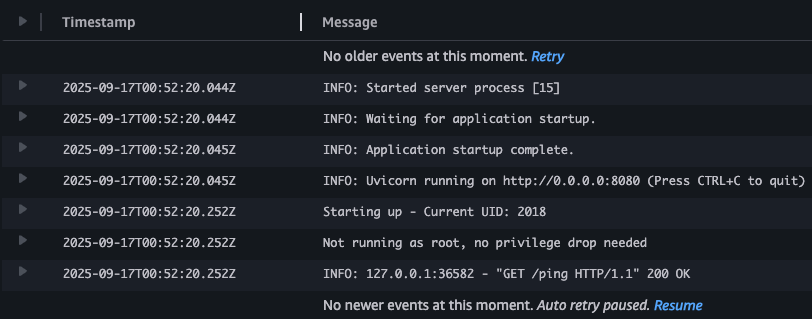 Timestamp Message
No older events at this moment. Retry
2025-09-17T00:52:20.044Z INFO: Started server process [15]
2025-09-17T00:52:20.044Z INFO: Waiting for application startup.
2025-09-17T00:52:20.045Z INFO: Application startup complete.
2025-09-17T00:52:20.045Z INFO: Uvicorn running on http://0.0.0.0:8080 (Press CTRL+C to quit)
2025-09-17T00:52:20.252Z Starting up - Current UID: 2018
2025-09-17T00:52:20.252Z Not running as root, no privilege drop needed
2025-09-17T00:52:20.252Z INFO: 127.0.0.1:36582 - "GET /ping HTTP/1.1" 200 OK
No newer events at this moment. Auto retry paused. Resume